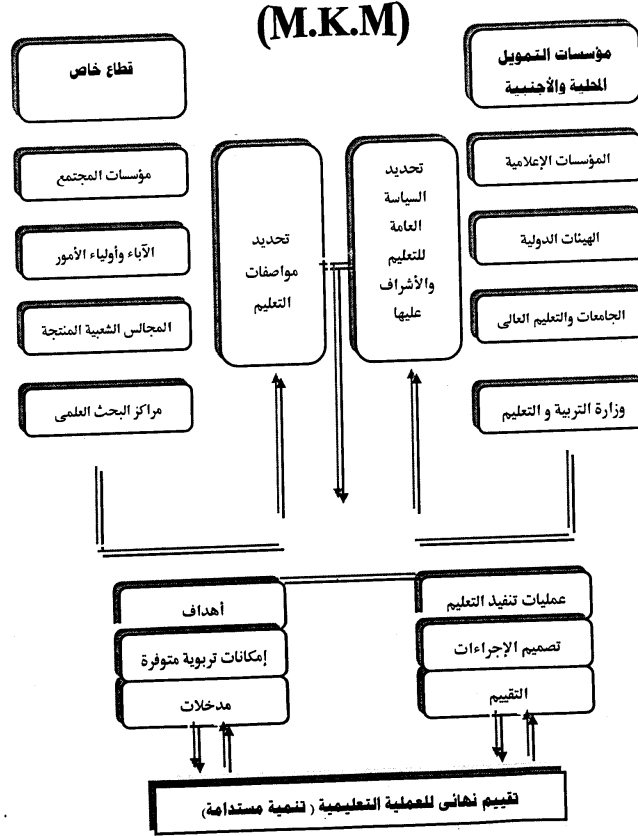 (M.K.M)
مؤسسات التمويل
المحلية والأجنبية
المؤسسات الإعلامية
الهيئات الدولية
الجامعات والتعليم العالى
وزارة التربية و التعليم
تحديد
السياسة
العامة
للتعليم
والأشراف
عليها
تحديد
مواصفات
التعليم
قطاع خاص
مؤسسات المجتمع
الآباء وأولياء الأمور
المجالس الشعبية المنتجة
مراكز البحث العلمى
عمليات تنفيذ التعليم
تصميم الإجراءات
التقييم
أهداف
إمكانات تربوية متوفرة
مدخلات
تقييم نهائى للعملية التعليمية ( تنمية مستدامة)